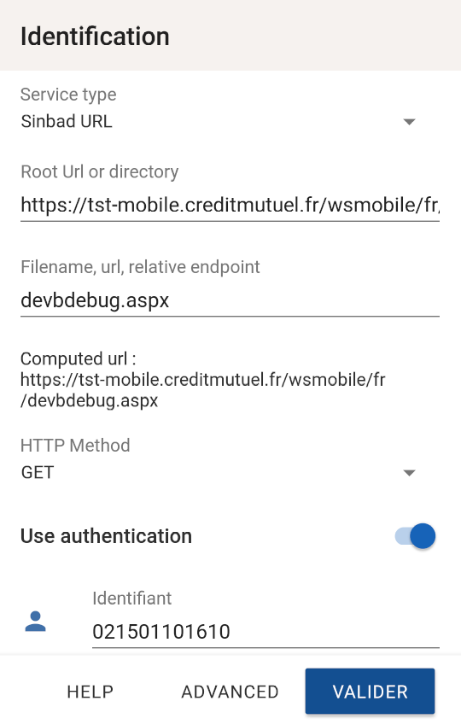 Identification
Service type
Sinbad URL
Root Url or directory
https://tst-mobile.creditmutuel.fr/wsmobile/fr,
Filename, url, relative endpoint
devbdebug.aspx
Computed url :
https://tst-mobile.creditmutuel.fr/wsmobile/fr
/devbdebug.aspx
HTTP Method
GET
Use authentication
Identifiant
021501101610
HELP
ADVANCED
VALIDER